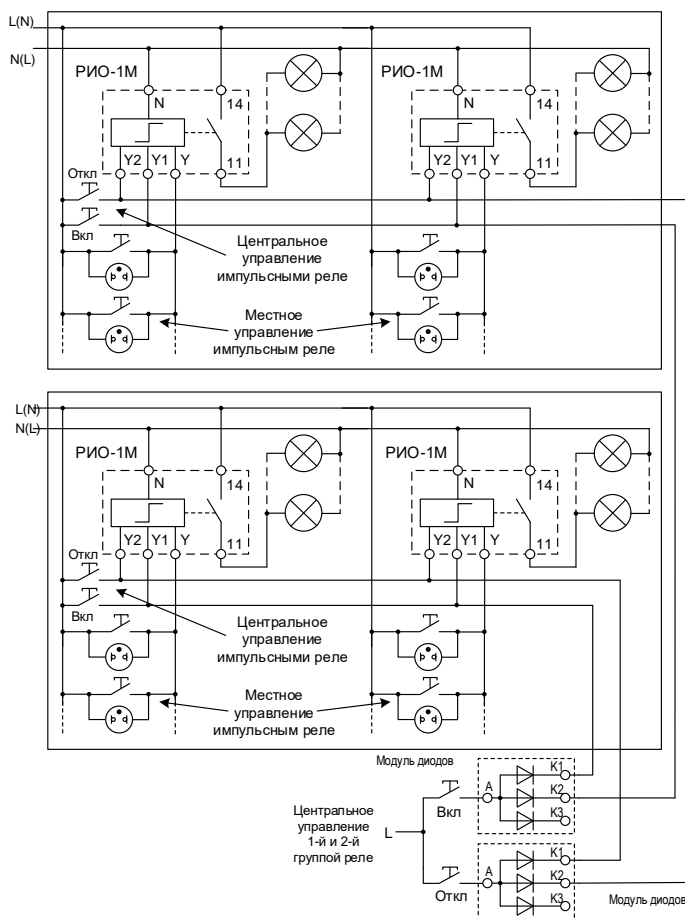 L(N)
N(L)
РИО-1М
РИО-1М
N
14
N
14
Y2
Y1
Y
11
Y2
Y1
Y
11
Откл
Вкл
Центральное
управление
импульсными реле
Местное
управление
импульсным реле
L(N)
N(L)
РИО-1М
РИО-1М
N
14
N
14
Y2
Y1
Y
11
Y2
Y1
Y
11
Откл
Вкл
Центральное
управление
импульсными реле
Местное
управление
импульсным реле
Модуль диодов
Центральное
управление
1-й и 2-й
группой реле
L
Вкл
A
K1
K2
K3
Откл
A
K1
K2
K3
Модуль диодов